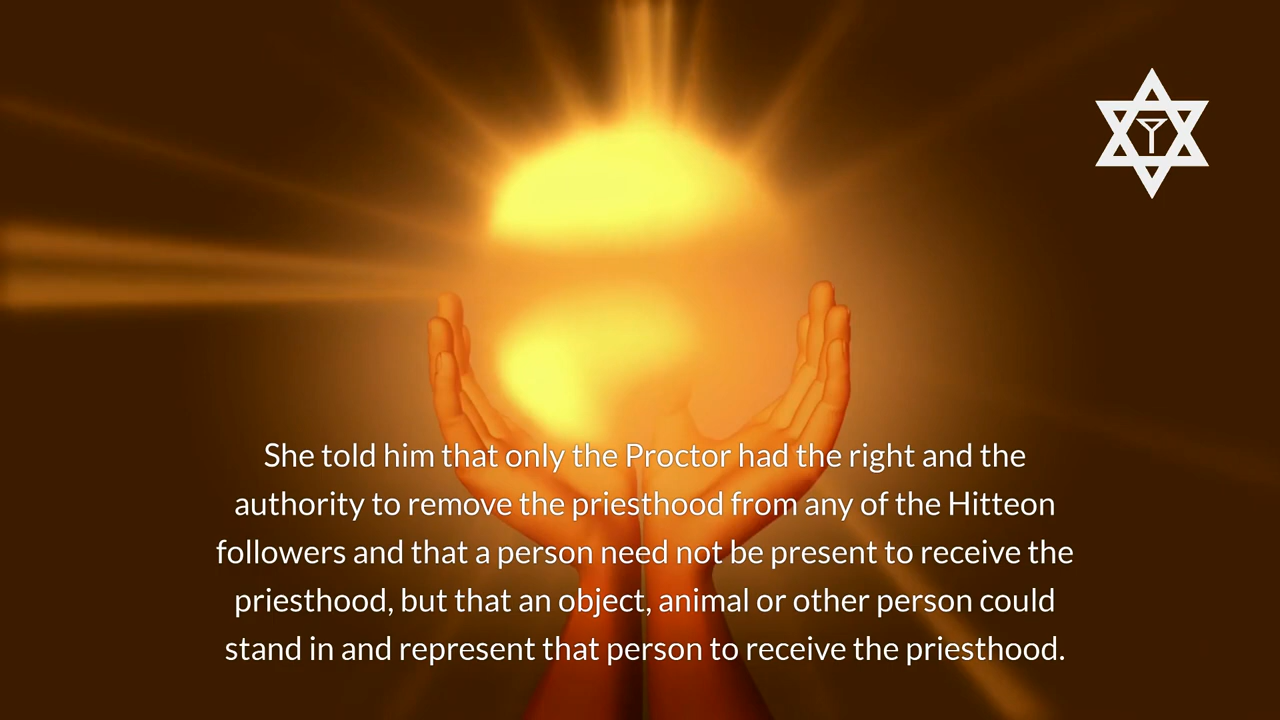 She told him that only the Proctor had the right and the
authority to remove the priesthood from any of the Hitteon
followers and that a person need not be present to receive the
priesthood, but that an object, animal or other person could
stand in and represent that person to receive the priesthood.